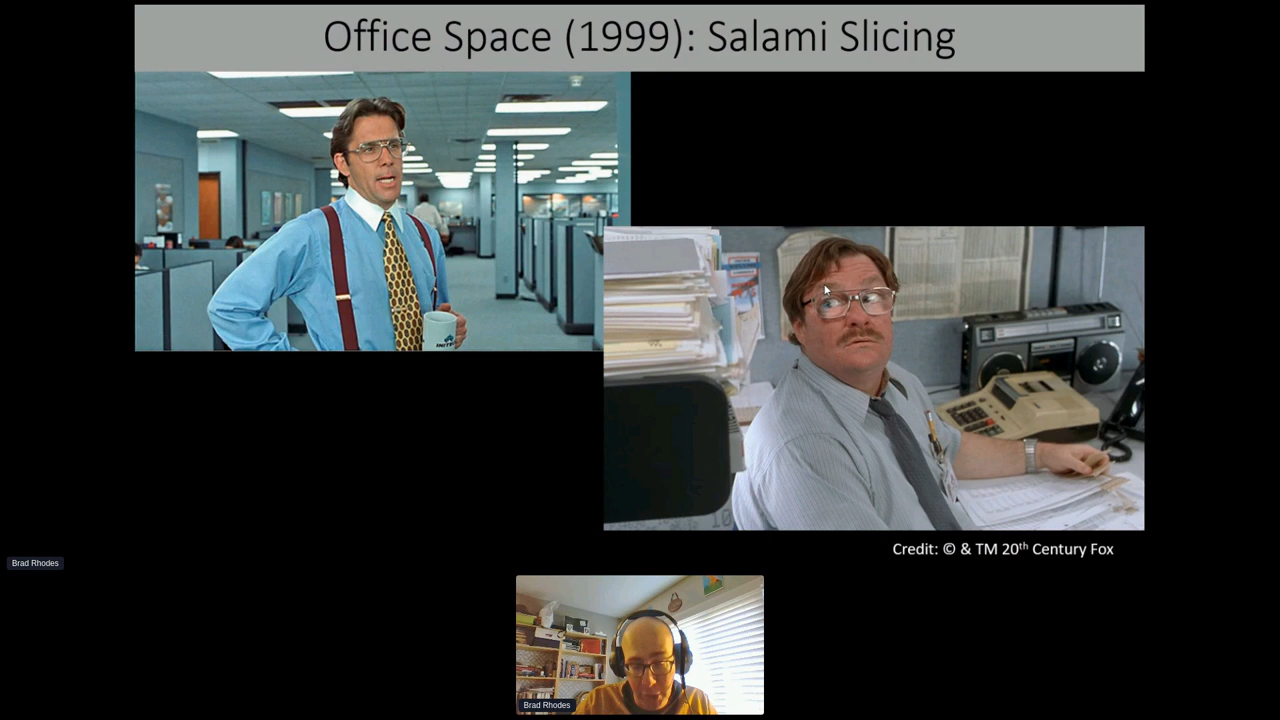 Office Space (1999): Salami Slicing
Credit: © & TM 20th Century Fox
Brad Rhodes
Brad Rhodes